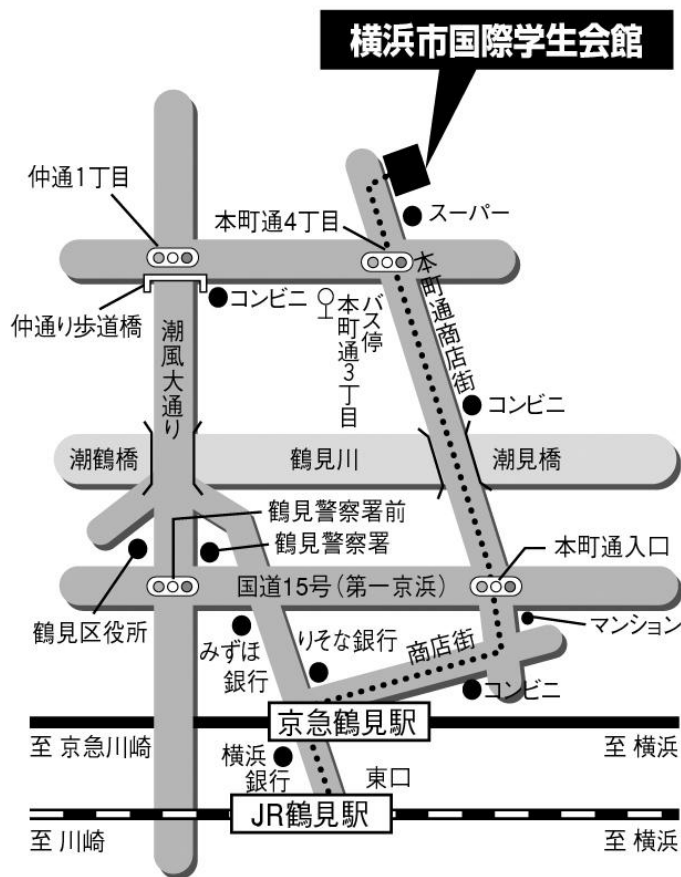 横浜市国際学生会館
仲通1丁目
本町通4丁目
スーパー
仲通り歩道橋
コンビニ
バス停
本町通3丁目
本町通商店街
潮風大通り
コンビニ
潮鶴橋
鶴見川
潮見橋
鶴見警察署前
鶴見警察署
本町通入口
国道15号(第一京浜)
鶴見区役所
みずほ
銀行
りそな銀行
商店街
マンション
コンビニ
京急鶴見駅
至 京急川崎
至 横浜
横浜
銀行
東口
JR鶴見駅
至 川崎
至 横浜